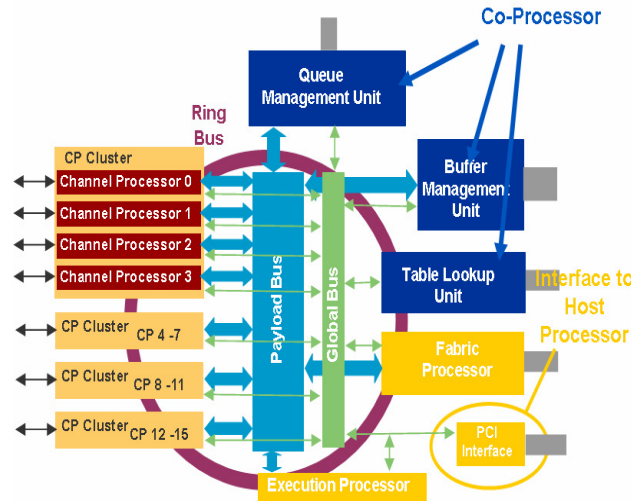 Co-Processor
Queue
Management Unit
Ring
Bus
CP Cluster
Channel Processor 0
Channel Processor 1
Channel Processor 2
Channel Processor 3
CP Cluster CP 4 -7
CP Cluster CP 8 -11
CP Cluster CP 12 -15
Payload Bus
Global Bus
Buffer
Management
Unit
Table Lookup
Unit
Interface to
Host
Processor
Fabric
Processor
PCI
Interface
Execution Processor